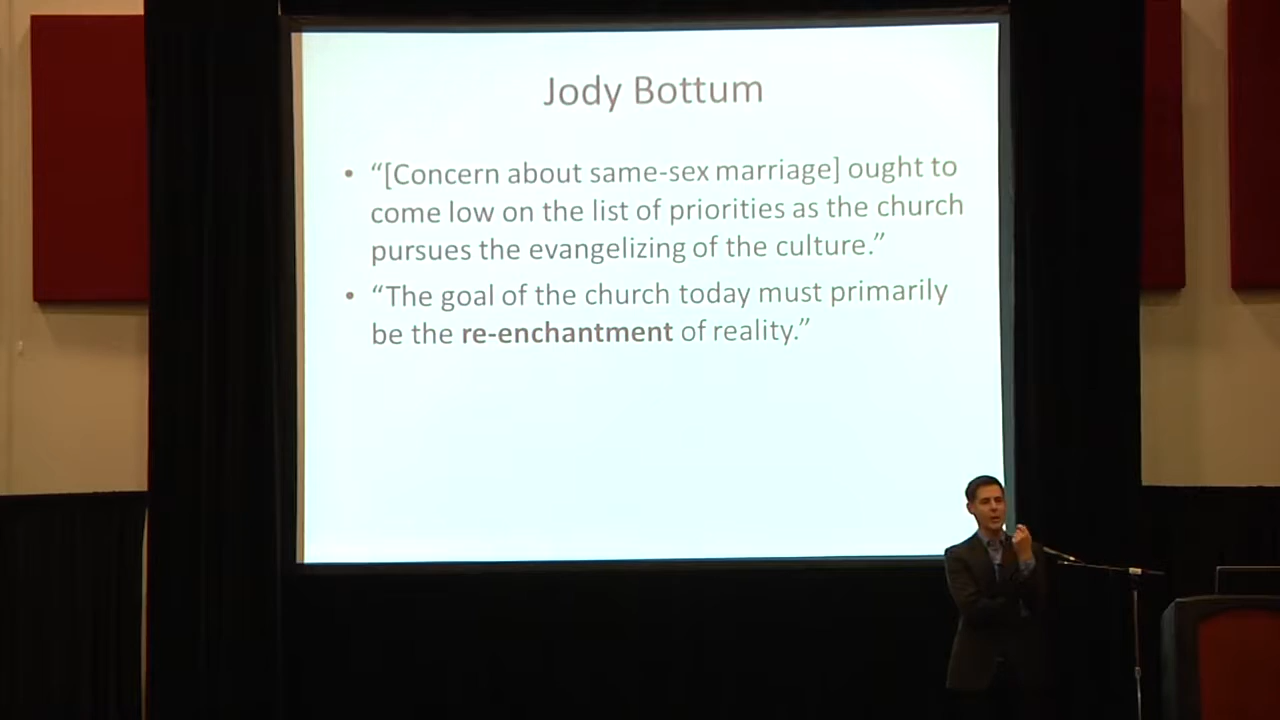 Jody Bottum
• “[Concern about same-sex marriage] ought to
come low on the list of priorities as the church
pursues the evangelizing of the culture.”
• “The goal of the church today must primarily
be the re-enchantment of reality.”